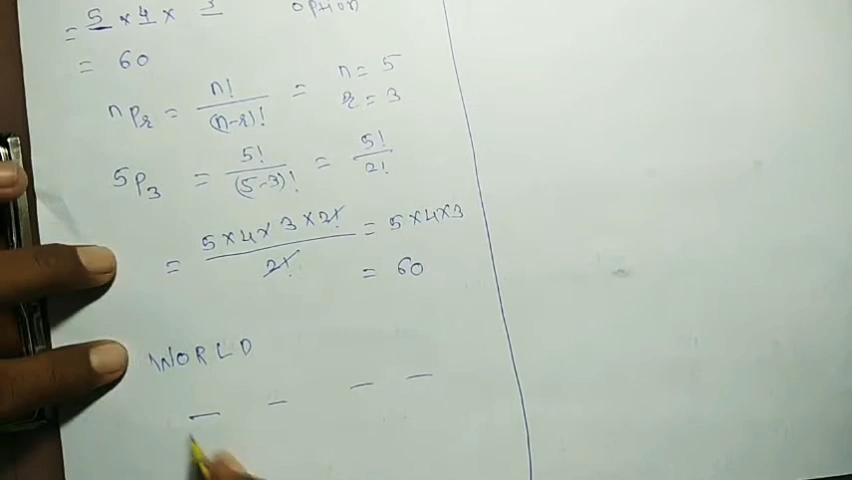 = 5 × 4 × 3 option
= 60
nPr = n!/(n-r)! = n = 5
r = 3
5P3 = 5!/(5-3)! = 5!/2!
= 5×4×3×2!/2! = 5×4×3
= 60
WORLD
_ _ _ _